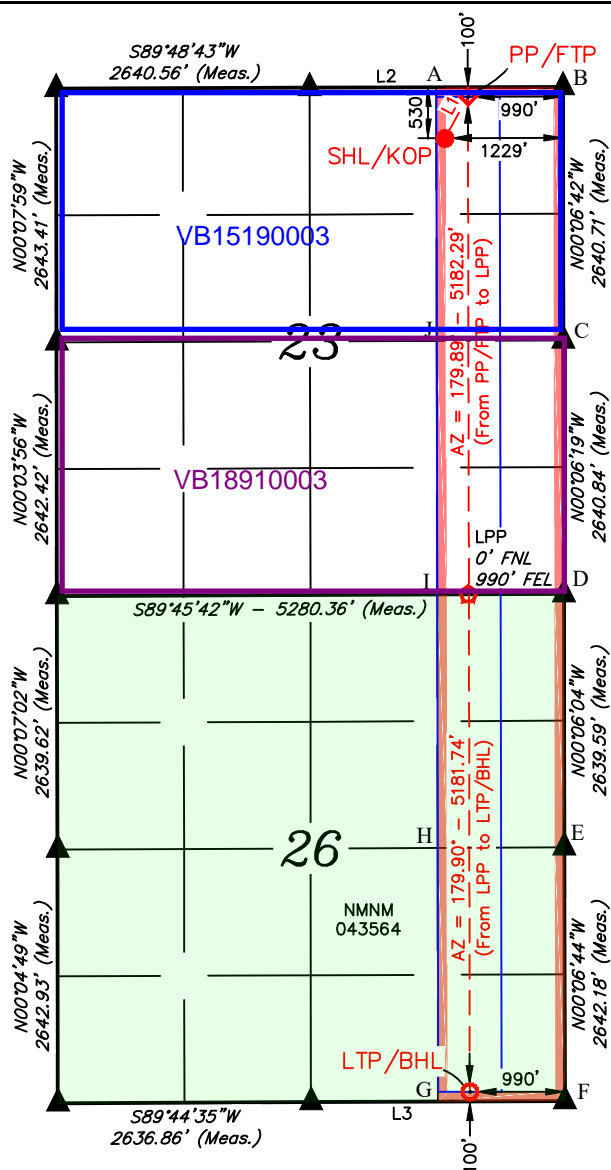 S89°48'43"W
2640.56' (Meas.)
L2
A
100'
PP/FTP
B
530
L1
990'
SHL/KOP
1229'
N00°07'59"W
2643.41' (Meas.)
VB15190003
N00°06'42"W
2640.71' (Meas.)
AZ = 179.89° - 5182.29'
(From PP/FTP to LPP)
23
C
N00°03'56"W
2642.42' (Meas.)
VB18910003
N00°06'19"W
2640.84' (Meas.)
LPP
0' FNL
990' FEL
I
D
S89°45'42"W - 5280.36' (Meas.)
N00°07'02"W
2639.62' (Meas.)
N00°06'04"W
2639.59' (Meas.)
AZ = 179.90° - 5181.74'
(From LPP to LTP/BHL)
26
H
E
NMNM
043564
N00°04'49"W
2642.93' (Meas.)
N00°06'44"W
2642.18' (Meas.)
LTP/BHL
990'
G
F
S89°44'35"W
2636.86' (Meas.)
L3
100'